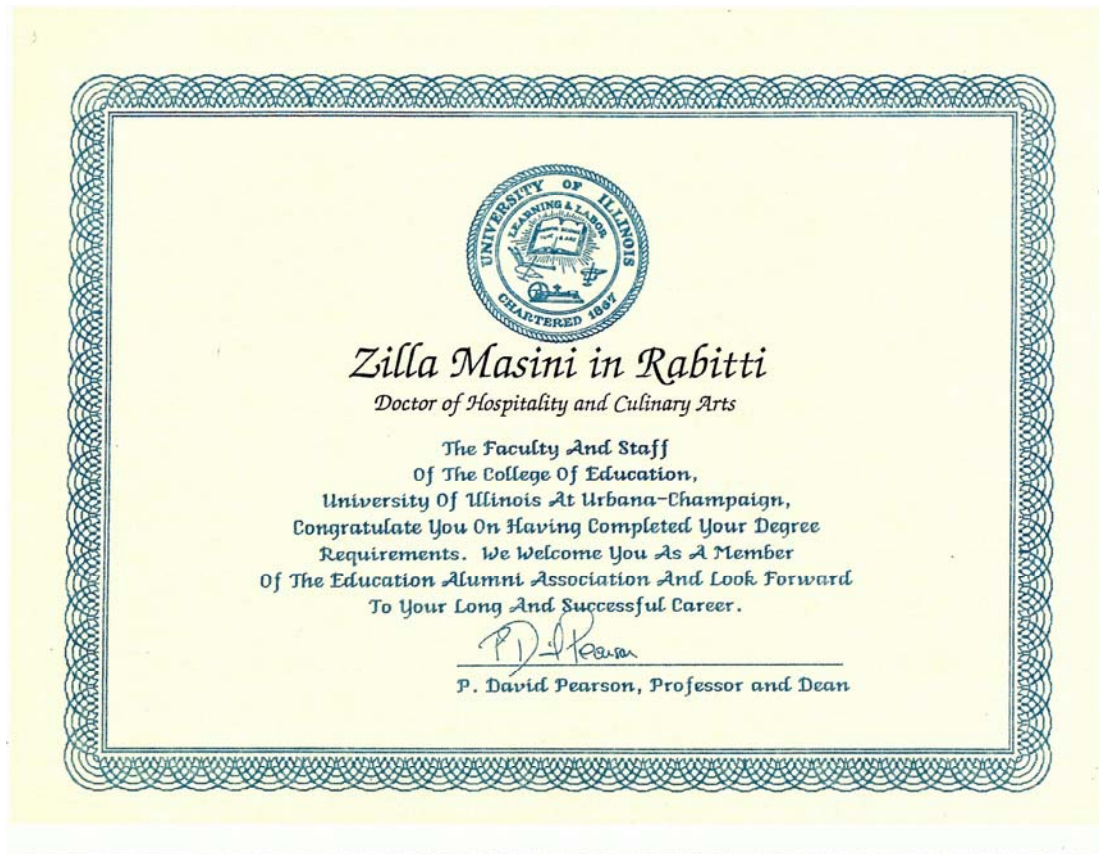 UNIVERSITY OF ILLINOIS
LEARNING & LABOR
CHARTERED 1867
Zilla Masini in Rabitti
Doctor of Hospitality and Culinary Arts
The Faculty And Staff
Of The College Of Education,
University Of Illinois At Urbana-Champaign,
Congratulate You On Having Completed Your Degree
Requirements. We Welcome You As A Member
Of The Education Alumni Association And Look Forward
To Your Long And Successful Career.
P David Pearson
P. David Pearson, Professor and Dean